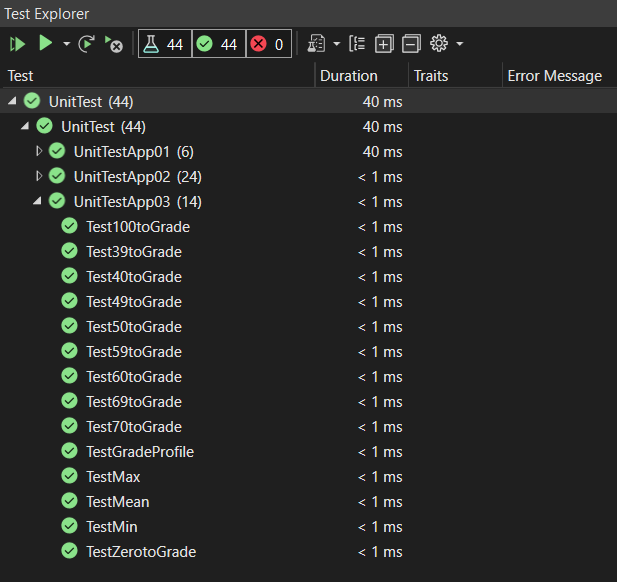 Test Explorer
44 44 0
Test Duration Traits Error Message
UnitTest (44) 40 ms
UnitTest (44) 40 ms
UnitTestApp01 (6) 40 ms
UnitTestApp02 (24) < 1 ms
UnitTestApp03 (14) < 1 ms
Test100toGrade < 1 ms
Test39toGrade < 1 ms
Test40toGrade < 1 ms
Test49toGrade < 1 ms
Test50toGrade < 1 ms
Test59toGrade < 1 ms
Test60toGrade < 1 ms
Test69toGrade < 1 ms
Test70toGrade < 1 ms
TestGradeProfile < 1 ms
TestMax < 1 ms
TestMean < 1 ms
TestMin < 1 ms
TestZerotoGrade < 1 ms